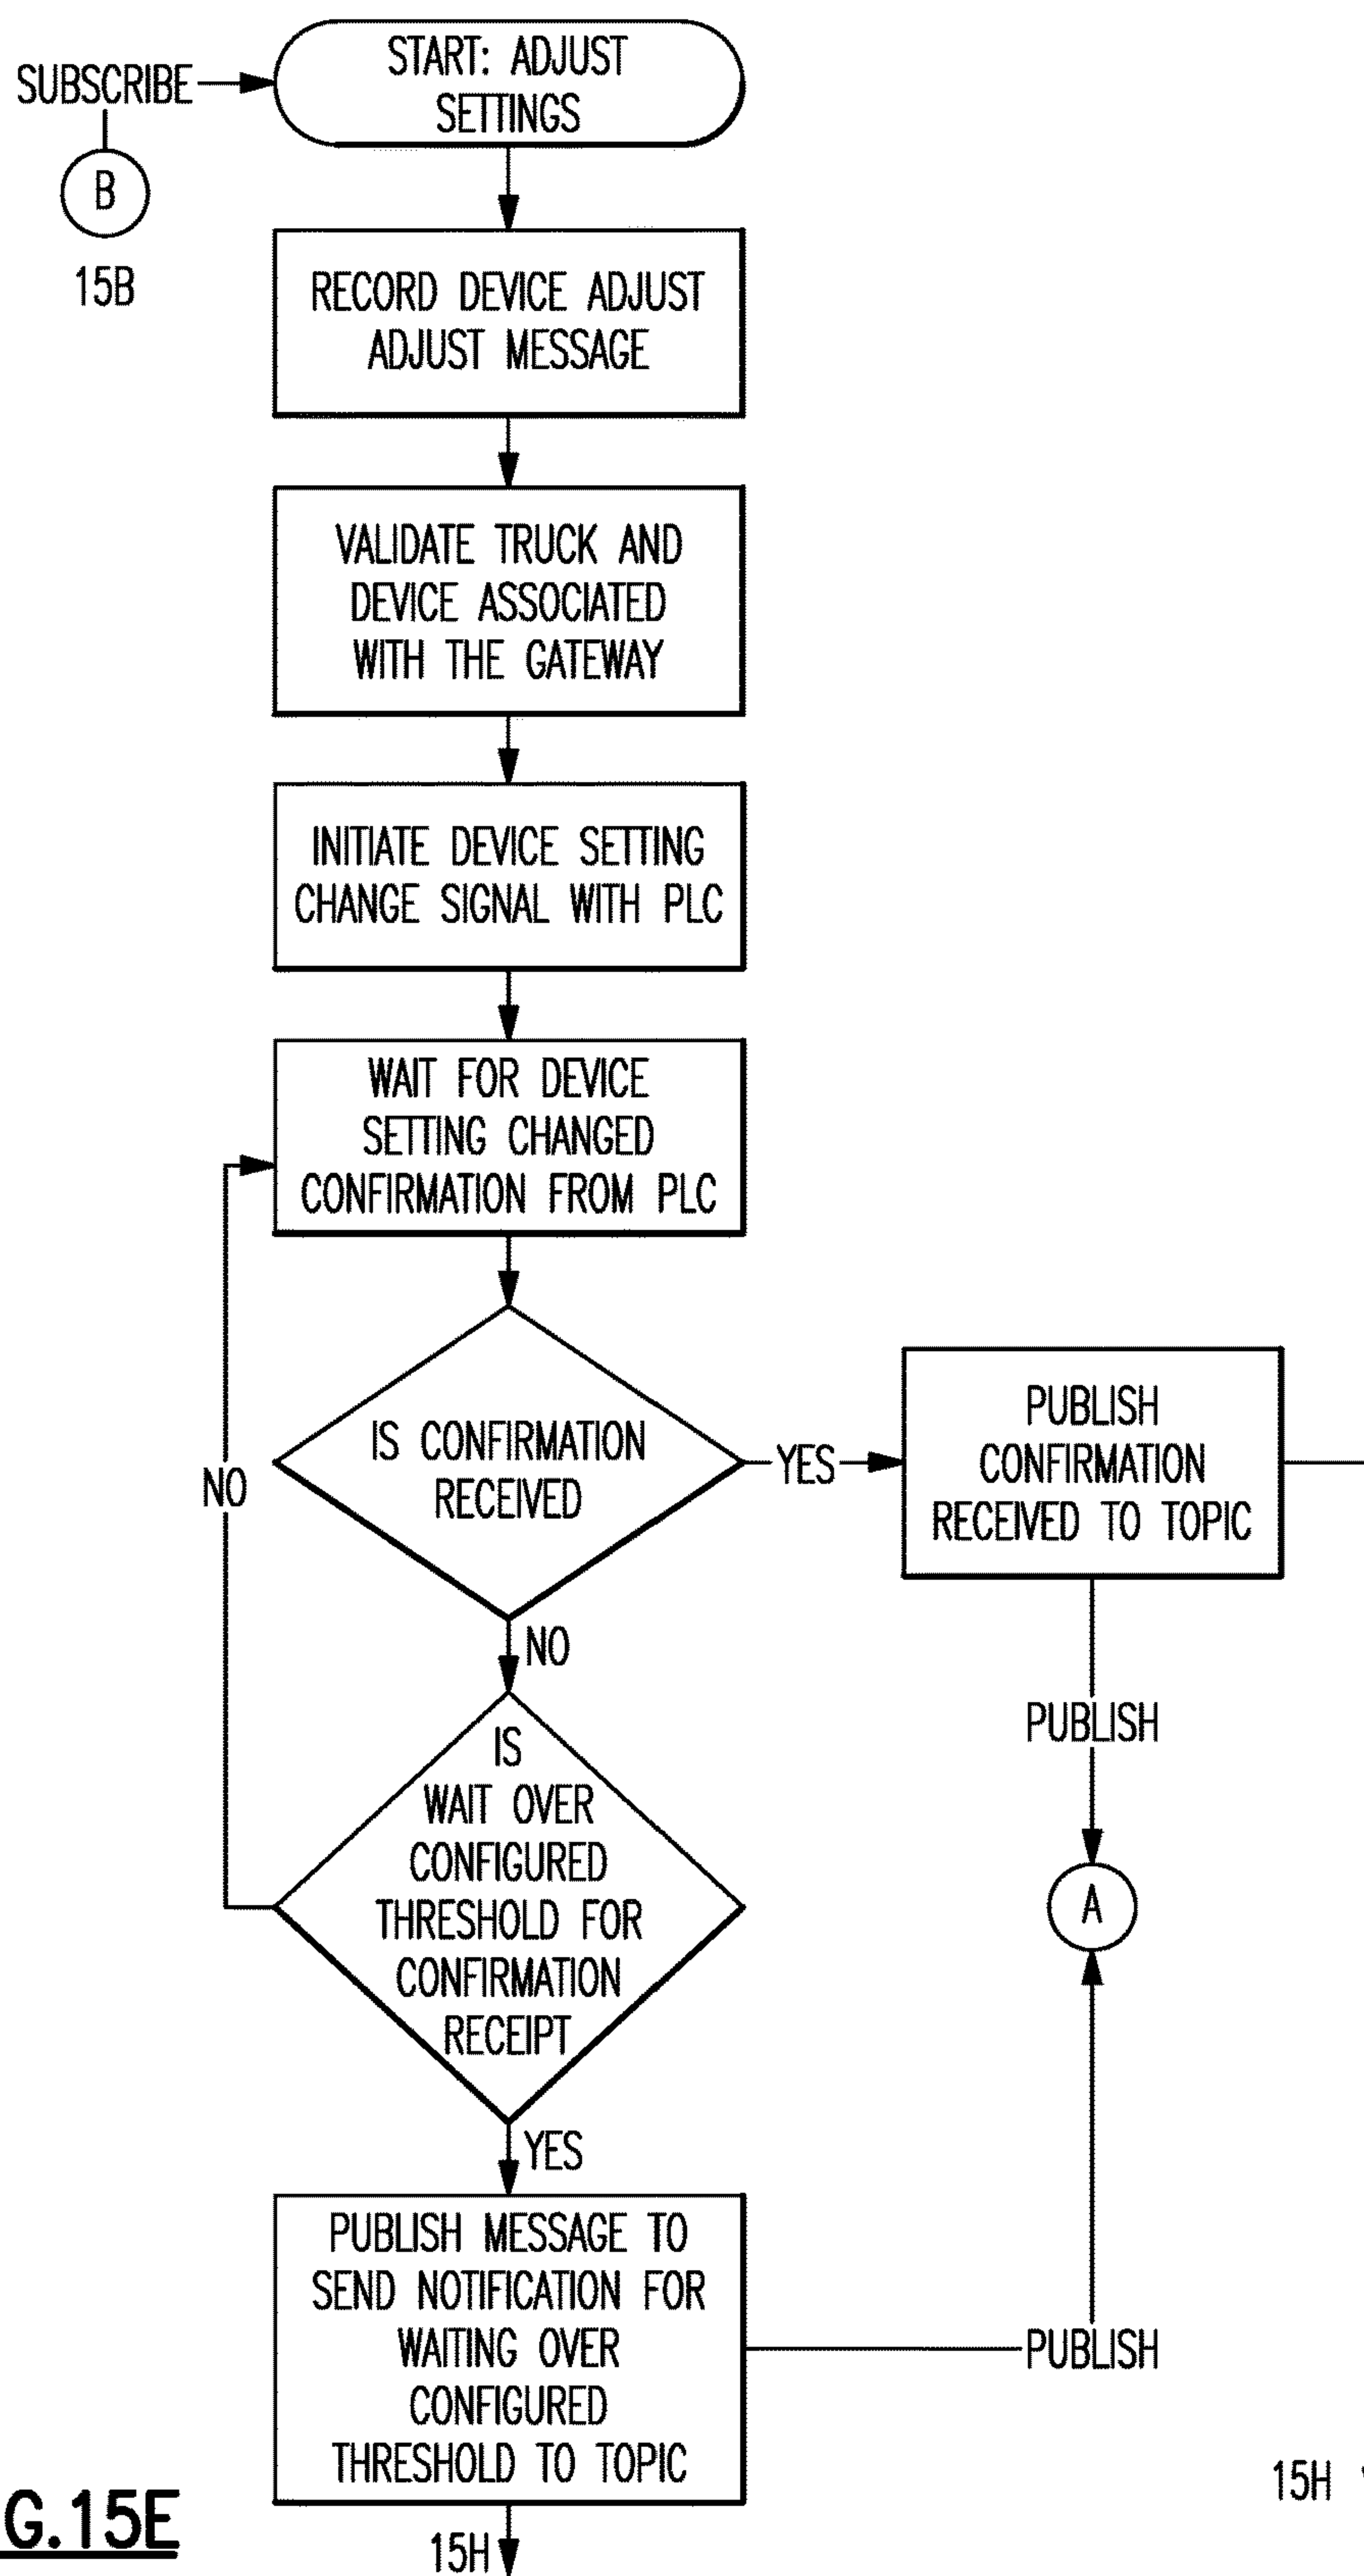 START: ADJUST
SETTINGS
SUBSCRIBE
B
15B
RECORD DEVICE ADJUST
ADJUST MESSAGE
VALIDATE TRUCK AND
DEVICE ASSOCIATED
WITH THE GATEWAY
INITIATE DEVICE SETTING
CHANGE SIGNAL WITH PLC
WAIT FOR DEVICE
SETTING CHANGED
CONFIRMATION FROM PLC
IS CONFIRMATION
RECEIVED
YES
PUBLISH
CONFIRMATION
RECEIVED TO TOPIC
NO
NO
PUBLISH
IS
WAIT OVER
CONFIGURED
THRESHOLD FOR
CONFIRMATION
RECEIPT
A
YES
PUBLISH MESSAGE TO
SEND NOTIFICATION FOR
WAITING OVER
CONFIGURED
THRESHOLD TO TOPIC
PUBLISH
15H
G.15E
15H